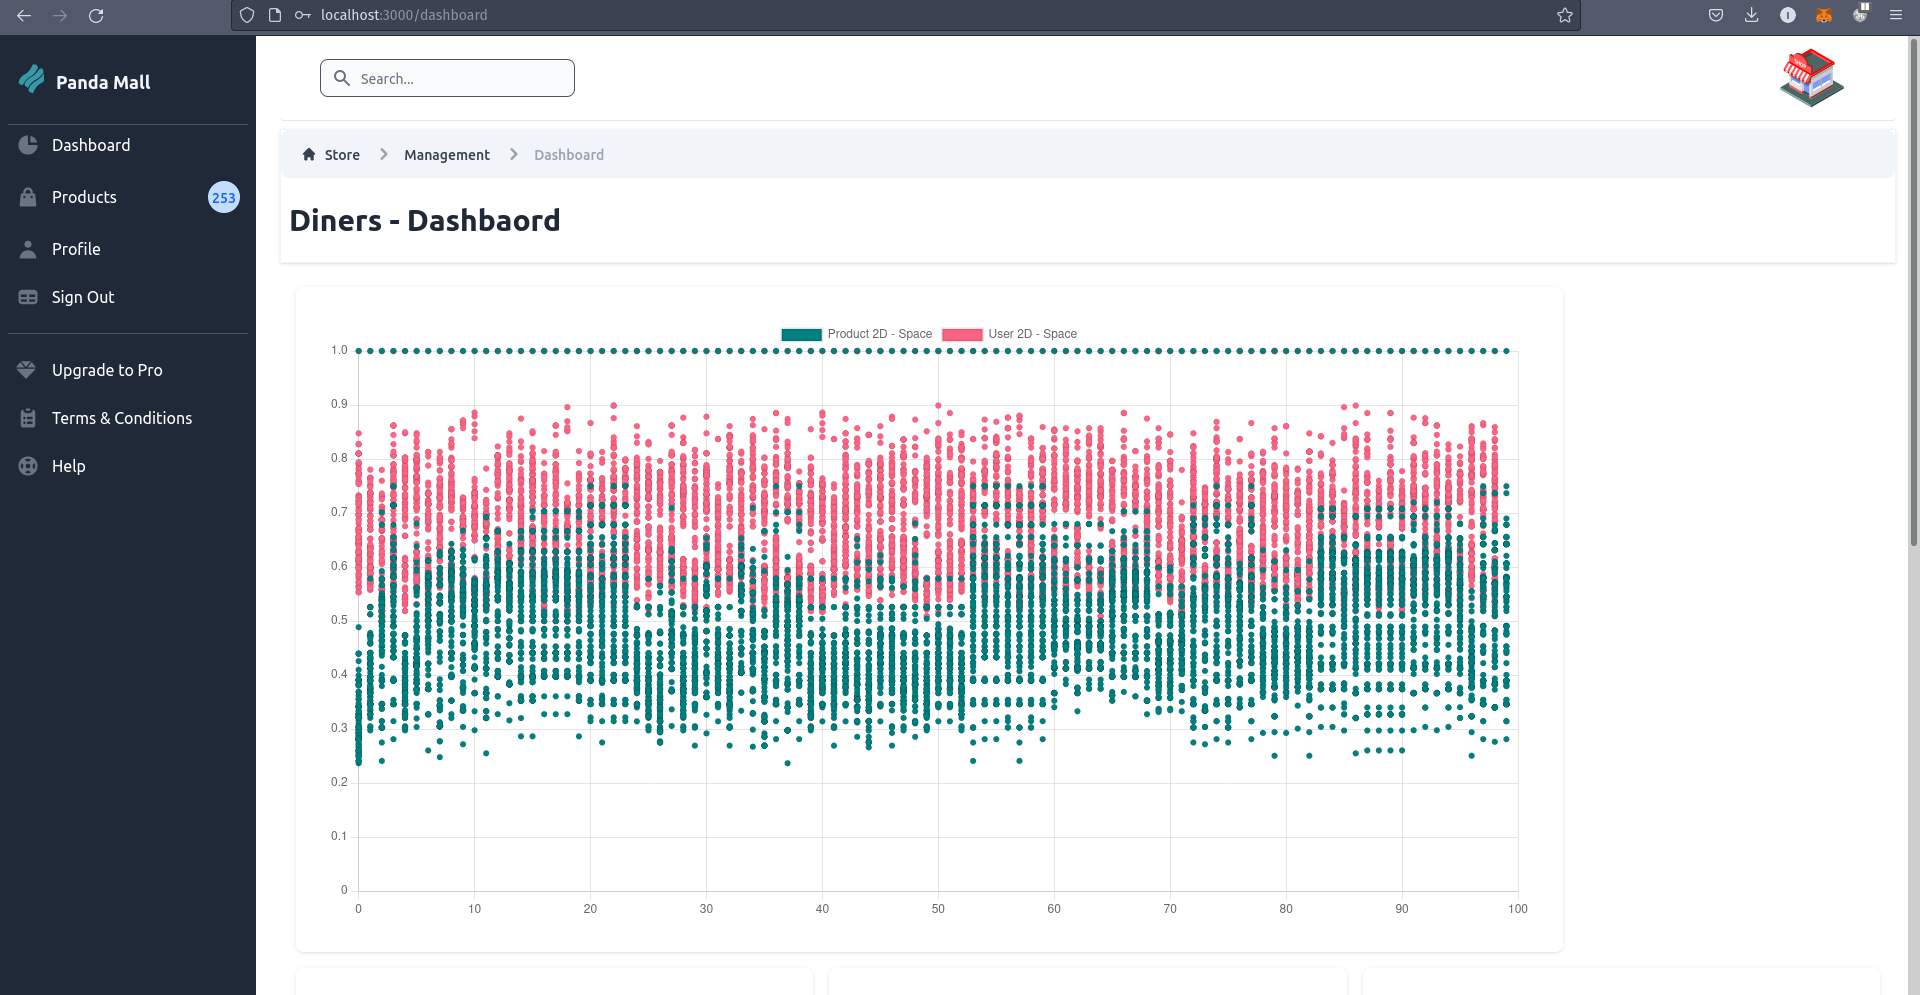 localhost:3000/dashboard
Panda Mall
Search...
Dashboard
Products 253
Profile
Sign Out
Upgrade to Pro
Terms & Conditions
Help
Store Management Dashboard
Diners - Dashbaord
Product 2D - Space User 2D - Space
1.0
0.9
0.8
0.7
0.6
0.5
0.4
0.3
0.2
0.1
0
0 10 20 30 40 50 60 70 80 90 100